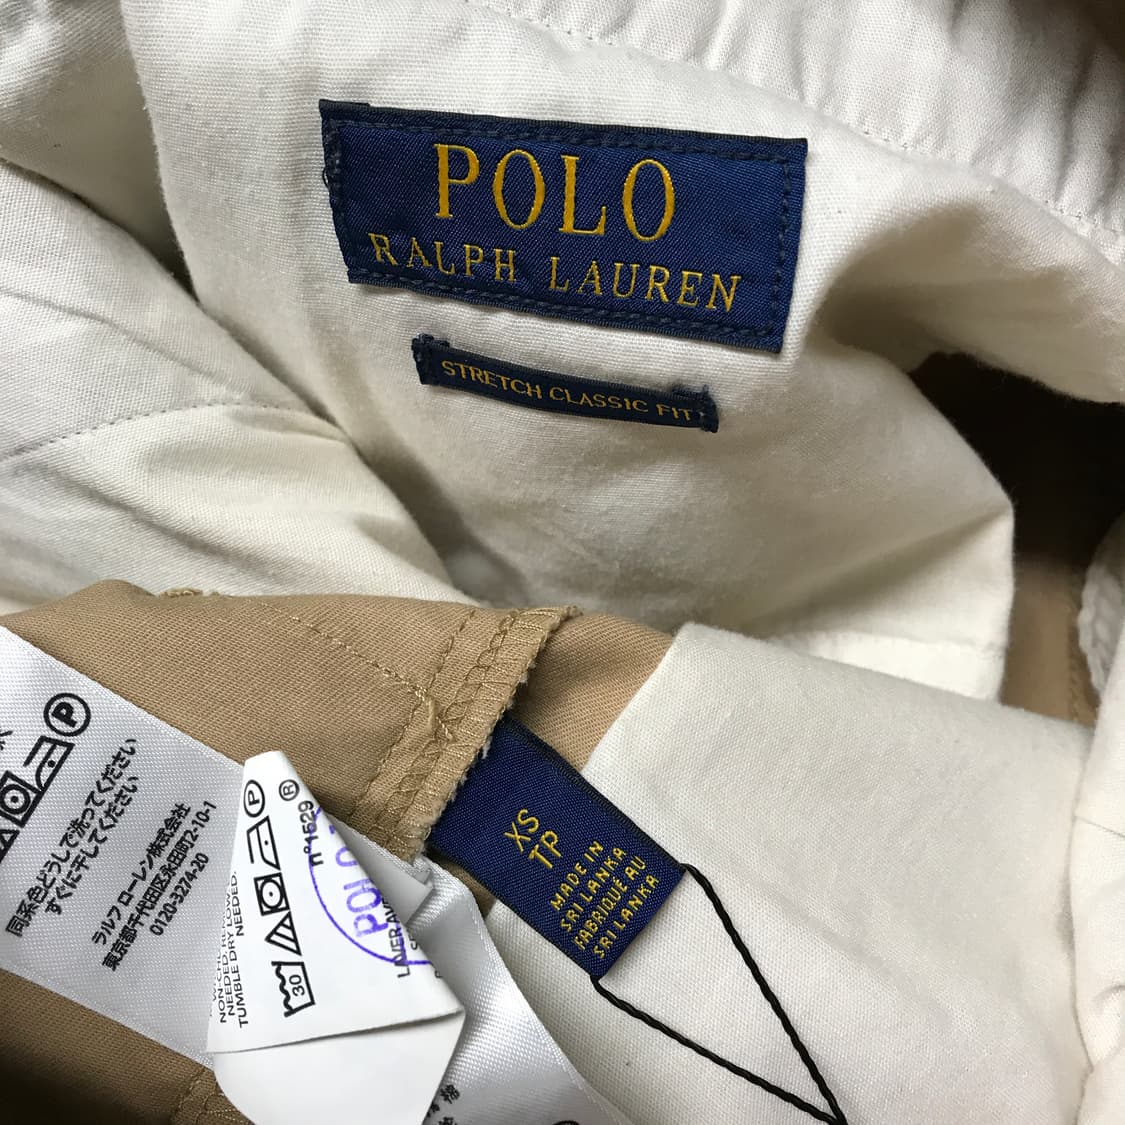 POLO
RALPH LAUREN
STRETCH CLASSIC FIT
XS
TP
MADE IN
SRI LANKA
FABRIQUÉ AU
SRI LANKA
同系色どうしで洗ってください
すぐに干してください
ラルフ ローレン株式会社
東京都千代田区永田町2-10-1
0120-3274-20
P
NEEDED.
TUMBLE DRY LOW
NEEDED.
30
P
®
n°1529
POLO